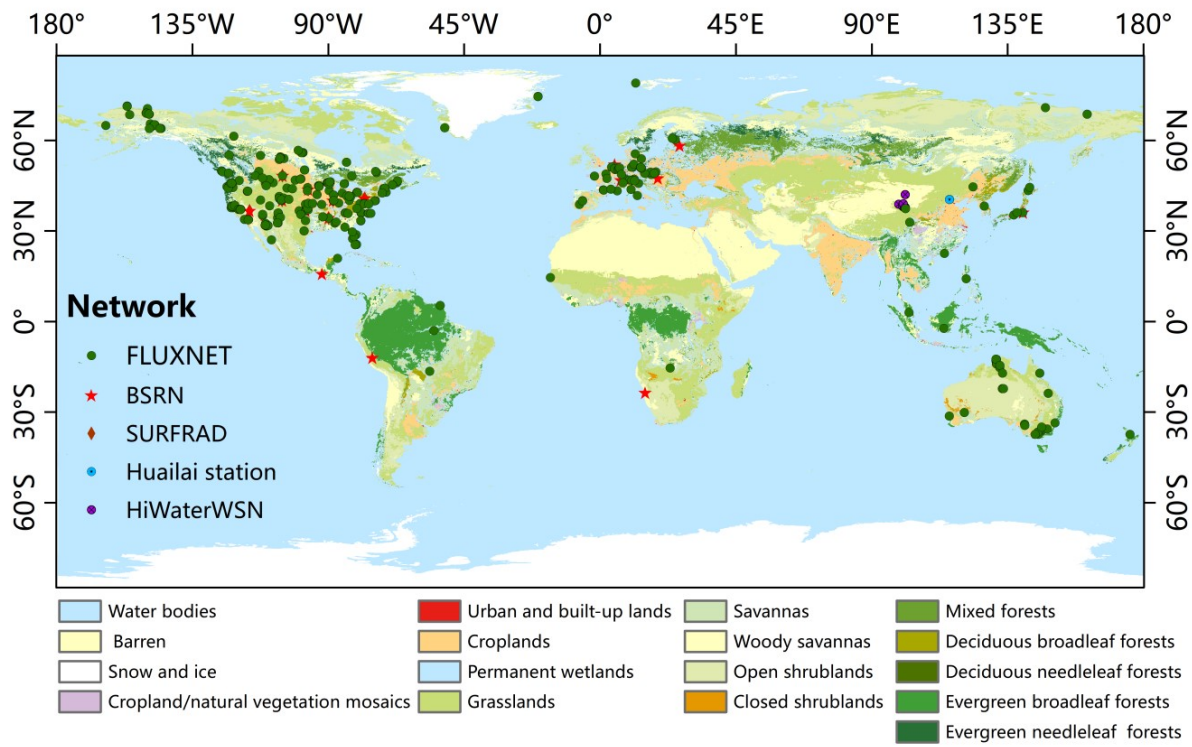 180° 135°W 90°W 45°W 0° 45°E 90°E 135°E 180°
60°N 60°N
30°N 30°N
0° 0°
30°S 30°S
60°S 60°S
Network
FLUXNET
BSRN
SURFRAD
Huailai station
HiWaterWSN
Water bodies Urban and built-up lands Savannas Mixed forests
Barren Croplands Woody savannas Deciduous broadleaf forests
Snow and ice Permanent wetlands Open shrublands Deciduous needleleaf forests
Cropland/natural vegetation mosaics Grasslands Closed shrublands Evergreen broadleaf forests
Evergreen needleleaf forests